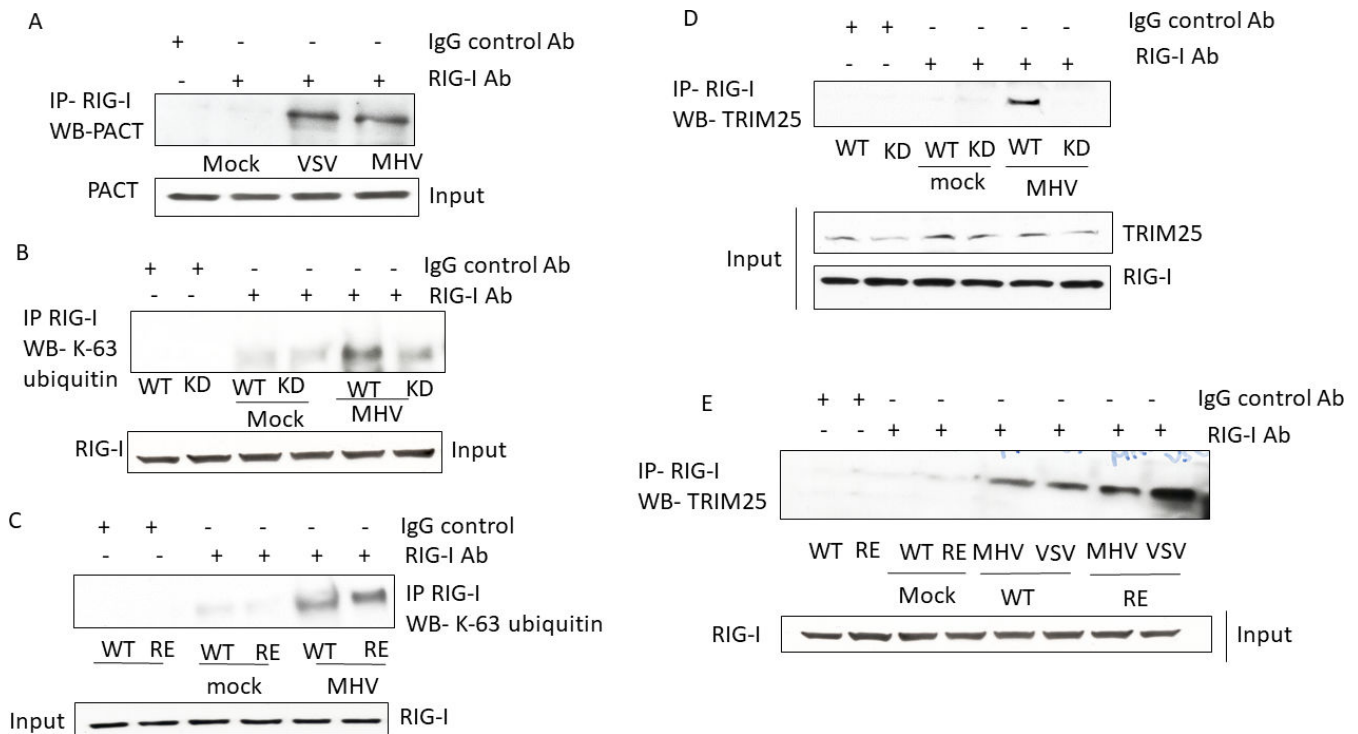 A
+ - - - IgG control Ab
- + + + RIG-I Ab
IP- RIG-I
WB-PACT
Mock VSV MHV
PACT Input
B
+ + - - - - IgG control Ab
- - + + + + RIG-I Ab
IP RIG-I
WB- K-63
ubiquitin
WT KD WT KD WT KD
Mock MHV
RIG-I Input
C
+ + - - - - IgG control
- - + + + + RIG-I Ab
IP RIG-I
WB- K-63 ubiquitin
WT RE WT RE WT RE
mock MHV
Input RIG-I
D
+ + - - - - IgG control Ab
- - + + + + RIG-I Ab
IP- RIG-I
WB- TRIM25
WT KD WT KD WT KD
mock MHV
TRIM25
Input
RIG-I
E
+ + - - - - - - IgG control Ab
- - + + + + + + RIG-I Ab
IP- RIG-I
WB- TRIM25
WT RE WT RE MHV VSV MHV VSV
Mock WT RE
RIG-I Input